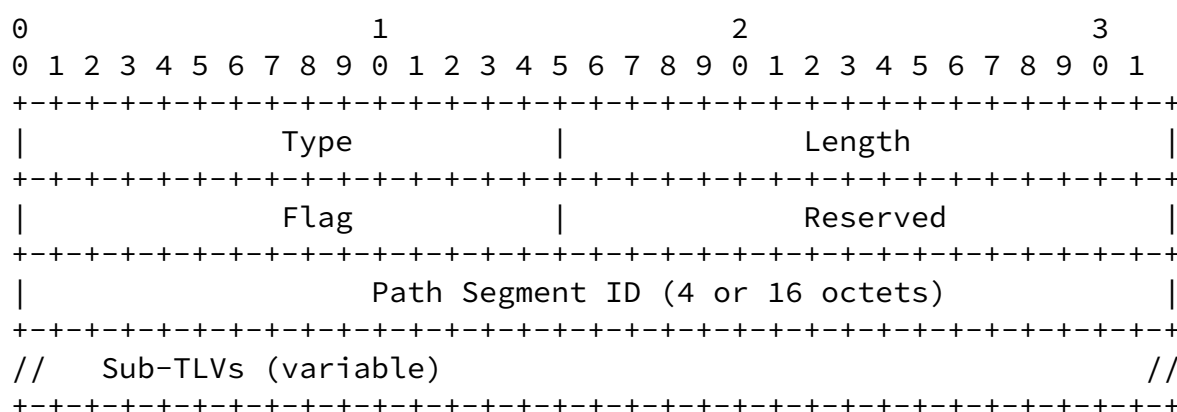 0                   1                   2                   3
0 1 2 3 4 5 6 7 8 9 0 1 2 3 4 5 6 7 8 9 0 1 2 3 4 5 6 7 8 9 0 1
+-+-+-+-+-+-+-+-+-+-+-+-+-+-+-+-+-+-+-+-+-+-+-+-+-+-+-+-+-+-+-+-+
|              Type             |             Length            |
+-+-+-+-+-+-+-+-+-+-+-+-+-+-+-+-+-+-+-+-+-+-+-+-+-+-+-+-+-+-+-+-+
|              Flag             |             Reserved          |
+-+-+-+-+-+-+-+-+-+-+-+-+-+-+-+-+-+-+-+-+-+-+-+-+-+-+-+-+-+-+-+-+
|                   Path Segment ID (4 or 16 octets)            |
+-+-+-+-+-+-+-+-+-+-+-+-+-+-+-+-+-+-+-+-+-+-+-+-+-+-+-+-+-+-+-+-+
//   Sub-TLVs (variable)                                       //
+-+-+-+-+-+-+-+-+-+-+-+-+-+-+-+-+-+-+-+-+-+-+-+-+-+-+-+-+-+-+-+-+